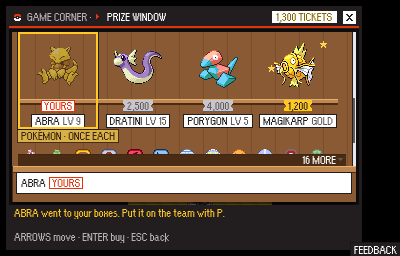 GAME CORNER · PRIZE WINDOW
1,300 TICKETS X
YOURS 2,500 4,000 1,200
ABRA LV 9 DRATINI LV 15 PORYGON LV 5 MAGIKARP GOLD
POKÉMON · ONCE EACH
16 MORE
ABRA YOURS
ABRA went to your boxes. Put it on the team with P.
ARROWS move · ENTER buy · ESC back
FEEDBACK